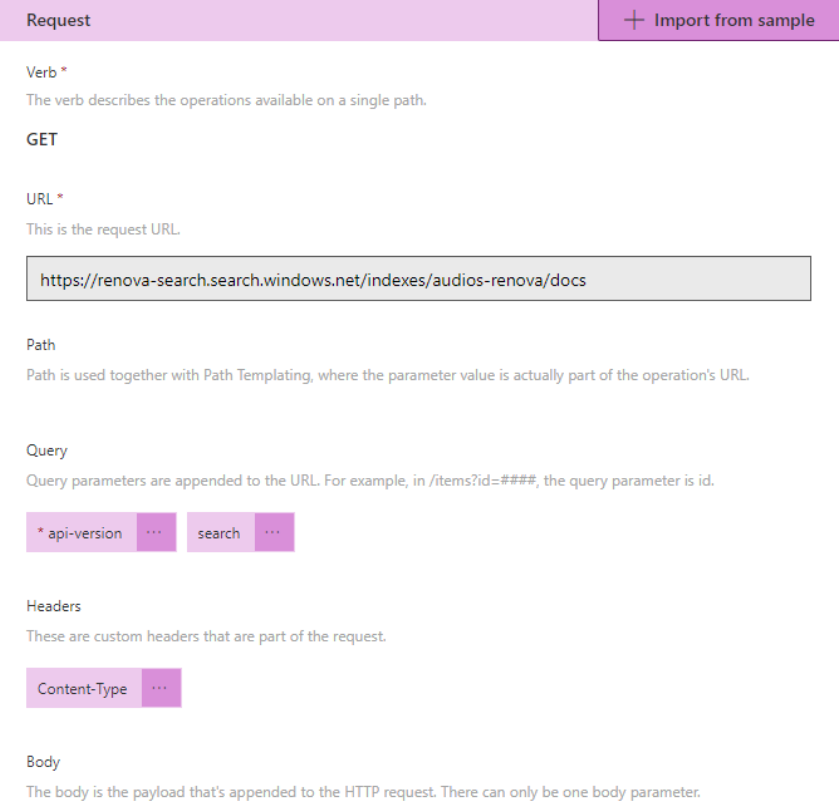 Request
+ Import from sample
Verb *
The verb describes the operations available on a single path.
GET
URL *
This is the request URL.
https://renova-search.search.windows.net/indexes/audios-renova/docs
Path
Path is used together with Path Templating, where the parameter value is actually part of the operation's URL.
Query
Query parameters are appended to the URL. For example, in /items?id=####, the query parameter is id.
* api-version ... search ...
Headers
These are custom headers that are part of the request.
Content-Type ...
Body
The body is the payload that's appended to the HTTP request. There can only be one body parameter.